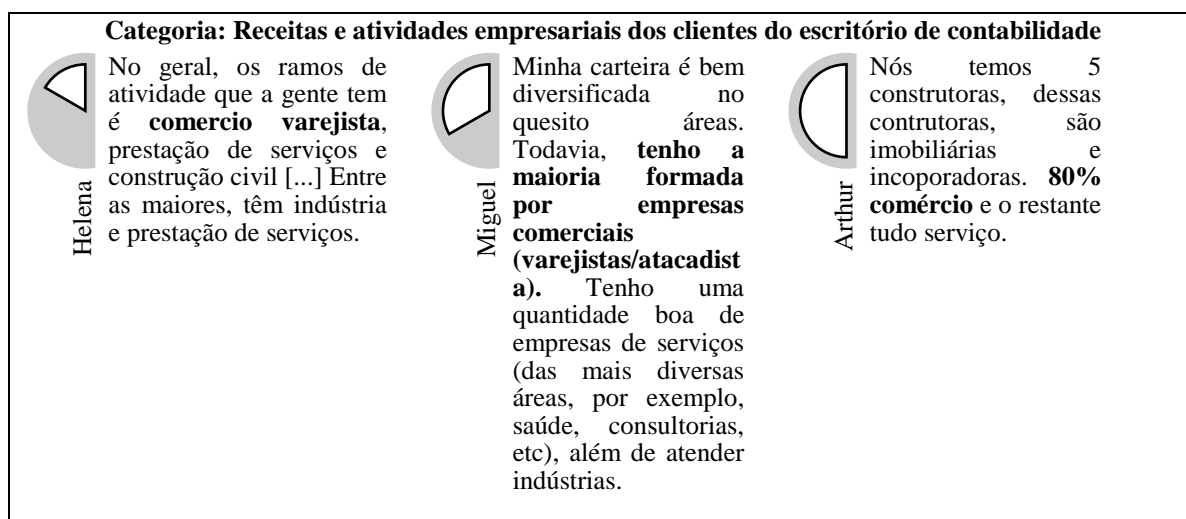 Categoria: Receitas e atividades empresariais dos clientes do escritório de contabilidade
No geral, os ramos de
atividade que a gente tem
é comercio varejista,
prestação de serviços e
construção civil [...] Entre
as maiores, têm indústria
e prestação de serviços.
Helena
Minha carteira é bem
diversificada no
quesito áreas.
Todavia, tenho a
maioria formada
por empresas
comerciais
(varejistas/atacadist
a). Tenho uma
quantidade boa de
empresas de serviços
(das mais diversas
áreas, por exemplo,
saúde, consultorias,
etc), além de atender
indústrias.
Miguel
Nós temos 5
construtoras, dessas
contrutoras, são
imobiliárias e
incoporadoras. 80%
comércio e o restante
tudo serviço.
Arthur